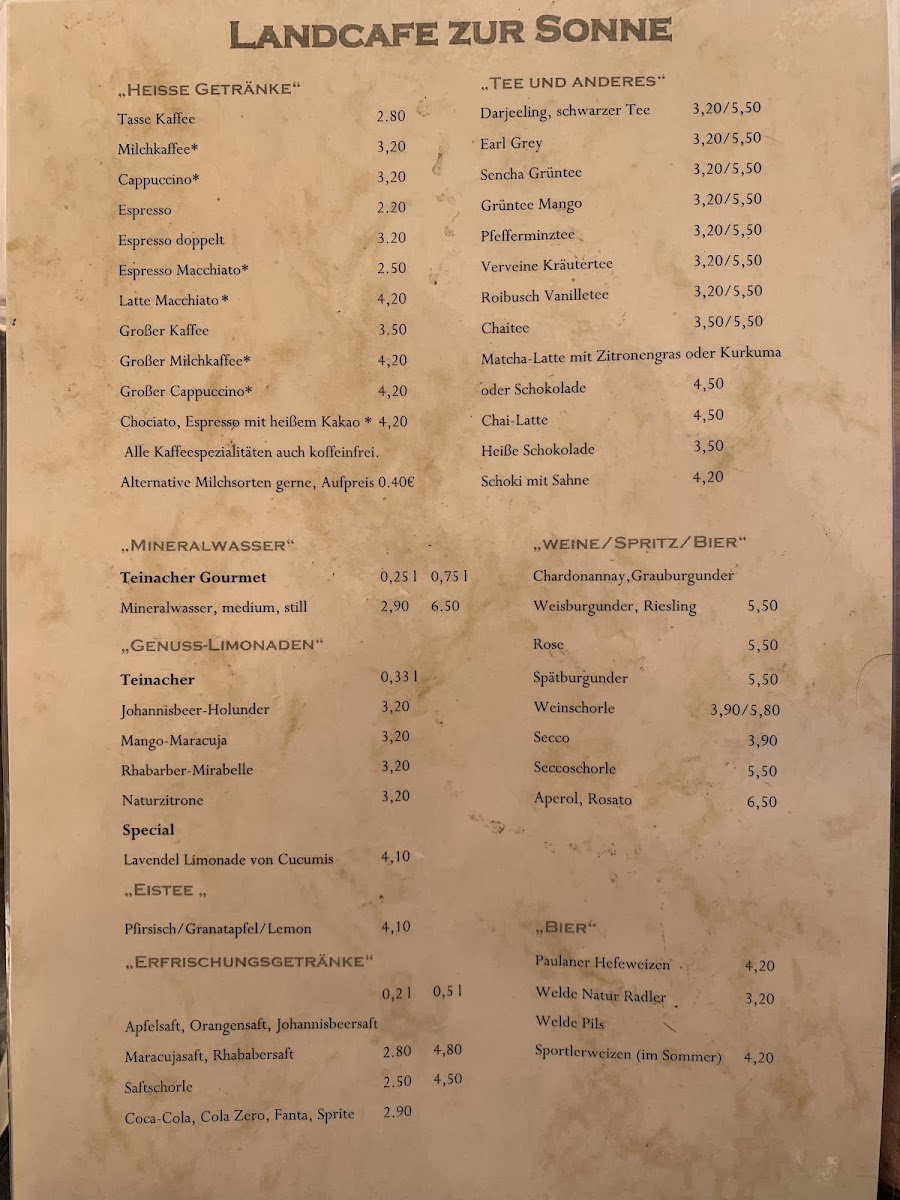 LANDCAFE ZUR SONNE
„HEISSE GETRÄNKE“
Tasse Kaffee 2.80
Milchkaffee* 3,20
Cappuccino* 3,20
Espresso 2.20
Espresso doppelt 3.20
Espresso Macchiato* 2.50
Latte Macchiato* 4,20
Großer Kaffee 3.50
Großer Milchkaffee* 4,20
Großer Cappuccino* 4,20
Chociato, Espresso mit heißem Kakao * 4,20
Alle Kaffeespezialitäten auch koffeinfrei.
Alternative Milchsorten gerne, Aufpreis 0.40€
„TEE UND ANDERES“
Darjeeling, schwarzer Tee 3,20/5,50
Earl Grey 3,20/5,50
Sencha Grüntee 3,20/5,50
Grüntee Mango 3,20/5,50
Pfefferminztee 3,20/5,50
Verveine Kräutertee 3,20/5,50
Roibusch Vanilletee 3,20/5,50
Chaitee 3,50/5,50
Matcha-Latte mit Zitronengras oder Kurkuma
oder Schokolade 4,50
Chai-Latte 4,50
Heiße Schokolade 3,50
Schoki mit Sahne 4,20
„MINERALWASSER“
Teinacher Gourmet 0,25 l 0,75 l
Mineralwasser, medium, still 2,90 6.50
„GENUSS-LIMONADEN“
Teinacher 0,33 l
Johannisbeer-Holunder 3,20
Mango-Maracuja 3,20
Rhabarber-Mirabelle 3,20
Naturzitrone 3,20
Special
Lavendel Limonade von Cucumis 4,10
„EISTEE „
Pfirsisch/Granatapfel/Lemon 4,10
„ERFRISCHUNGSGETRÄNKE“
0,2 l 0,5 l
Apfelsaft, Orangensaft, Johannisbeersaft
Maracujasaft, Rhababersaft 2.80 4,80
Saftschorle 2.50 4,50
Coca-Cola, Cola Zero, Fanta, Sprite 2.90
„WEINE/SPRITZ/BIER“
Chardonannay,Grauburgunder
Weisburgunder, Riesling 5,50
Rose 5,50
Spätburgunder 5,50
Weinschorle 3,90/5,80
Secco 3,90
Seccoschorle 5,50
Aperol, Rosato 6,50
„BIER“
Paulaner Hefeweizen 4,20
Welde Natur Radler 3,20
Welde Pils
Sportlerweizen (im Sommer) 4,20